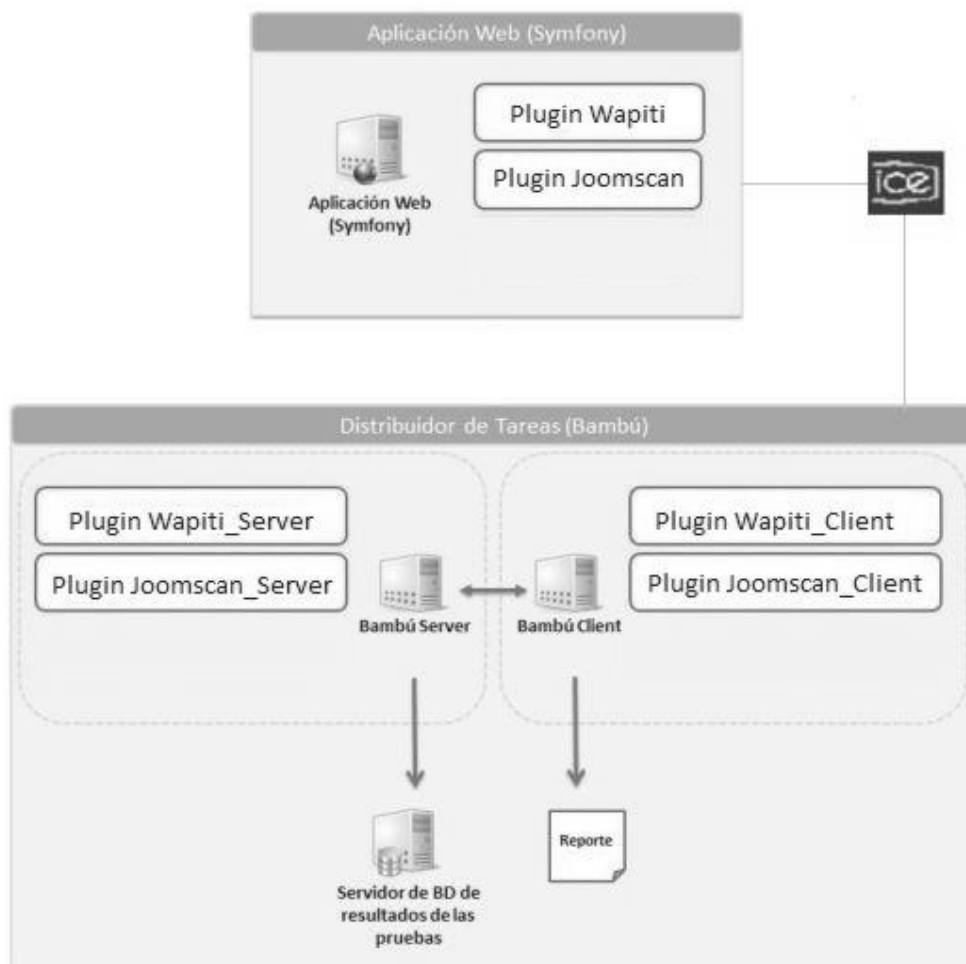 Aplicación Web (Symfony)
Plugin Wapiti
Plugin Joomscan
Aplicación Web
(Symfony)
ice
Distribuidor de Tareas (Bambú)
Plugin Wapiti_Server
Plugin Joomscan_Server
Bambú Server
Bambú Client
Plugin Wapiti_Client
Plugin Joomscan_Client
Servidor de BD de
resultados de las
pruebas
Reporte